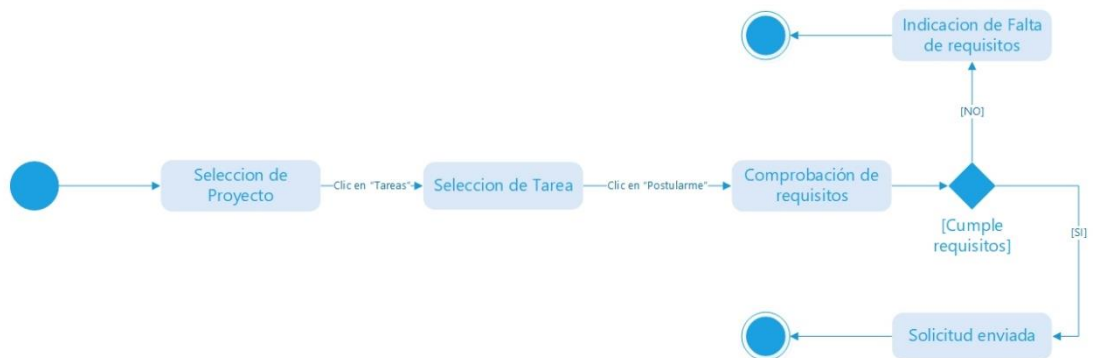 Indicacion de Falta
de requisitos
[NO]
Seleccion de
Proyecto
Clic en "Tareas"
Seleccion de Tarea
Clic en "Postularme"
Comprobación de
requisitos
[Cumple
requisitos]
[SI]
Solicitud enviada